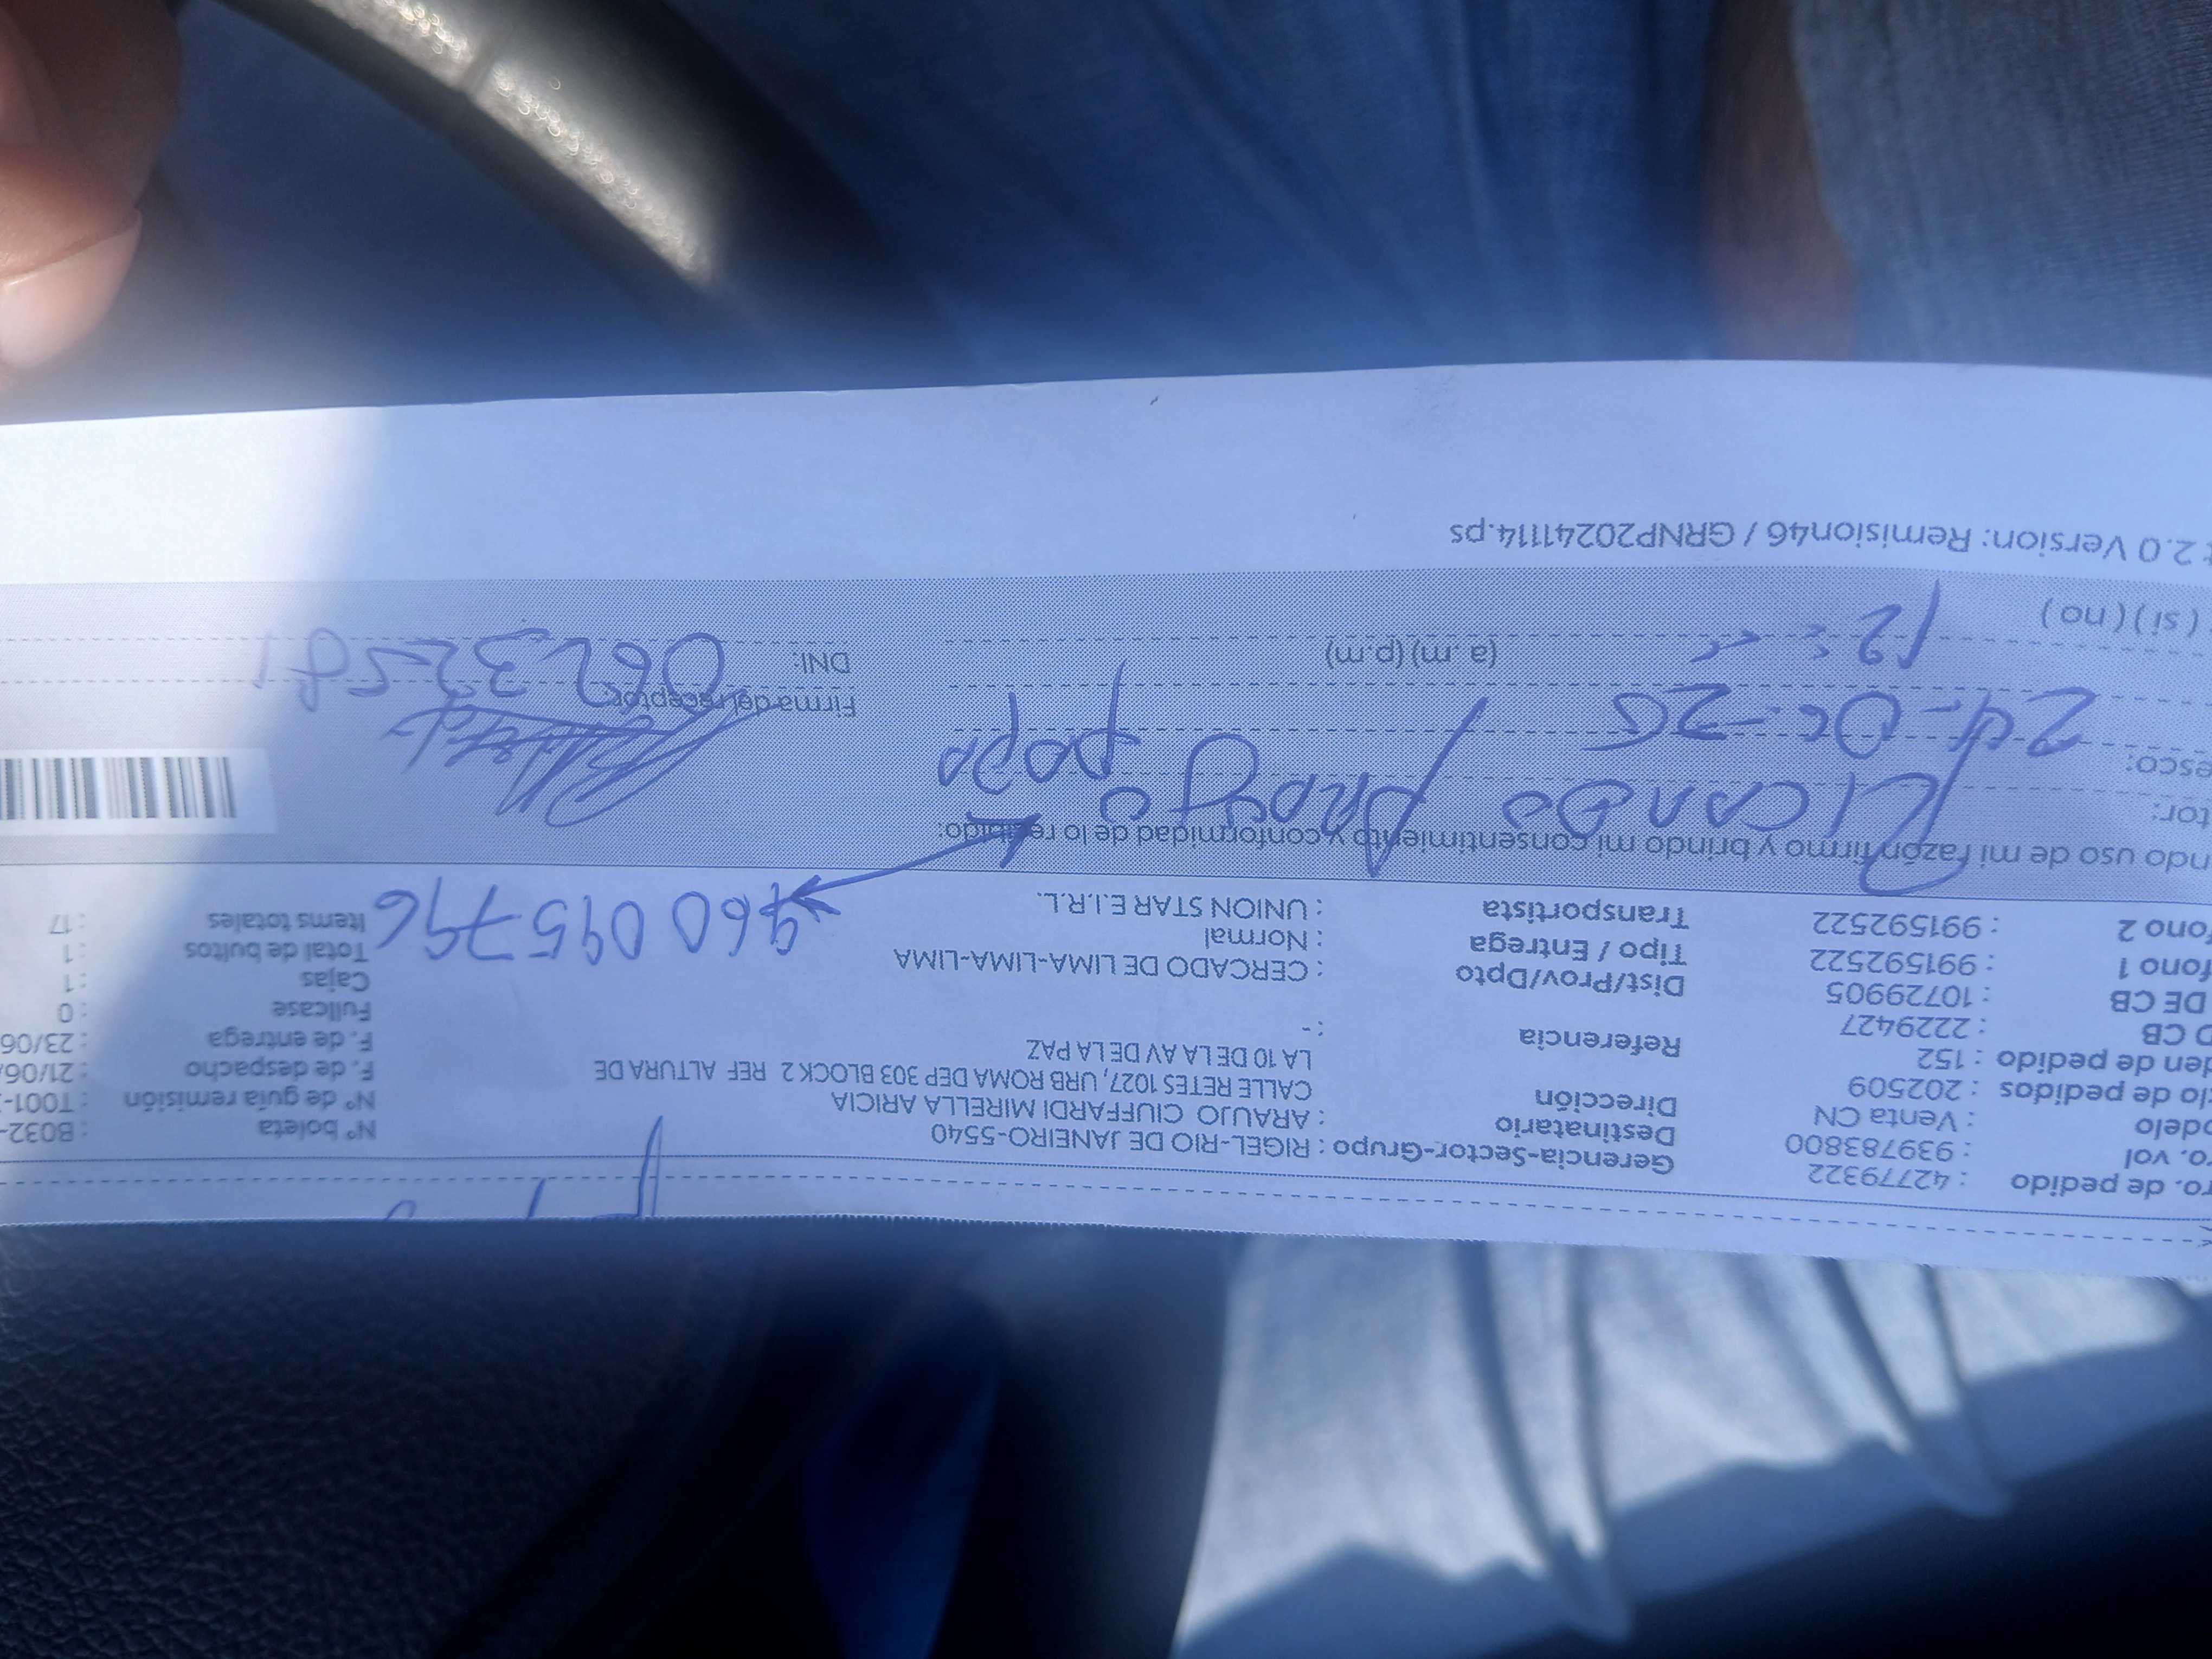 ro. de pedido : 42779322
ro. vol : 939783800
odelo : Venta CN
clo de pedidos : 202509
den de pedido : 152
D CB : 2229427
DE CB : 10729905
fono 1 : 991592522
fono 2 : 991592522
Gerencia-Sector-Grupo : RIGEL-RIO DE JANEIRO-5540
Destinatario : ARAUJO CIUFFARDI MIRELLA ARICIA
Dirección CALLE RETES 1027, URB ROMA DEP 303 BLOCK 2 REF ALTURA DE
LA 10 DE LA AV DE LA PAZ
Referencia : -
Dist/Prov/Dpto : CERCADO DE LIMA-LIMA-LIMA
Tipo / Entrega : Normal
Transportista : UNION STAR E.I.R.L.
N° boleta : B032-
N° de guía remisión : T001-
F. de despacho : 21/06/
F. de entrega : 23/06
Fullcase : 0
Cajas : 1
Total de bultos : 1
Items totales : 17
960 095 796
ndo uso de mi razón firmo y brindo mi consentimiento y conformidad de lo recibido:
tor: Ricardo
esco: papa
24-06-25
12:
(a. m) (p.m)
( si ) ( no )
Firma del receptor:
DNI:
t 2.0 Version: Remision46 / GRNP20241114.ps